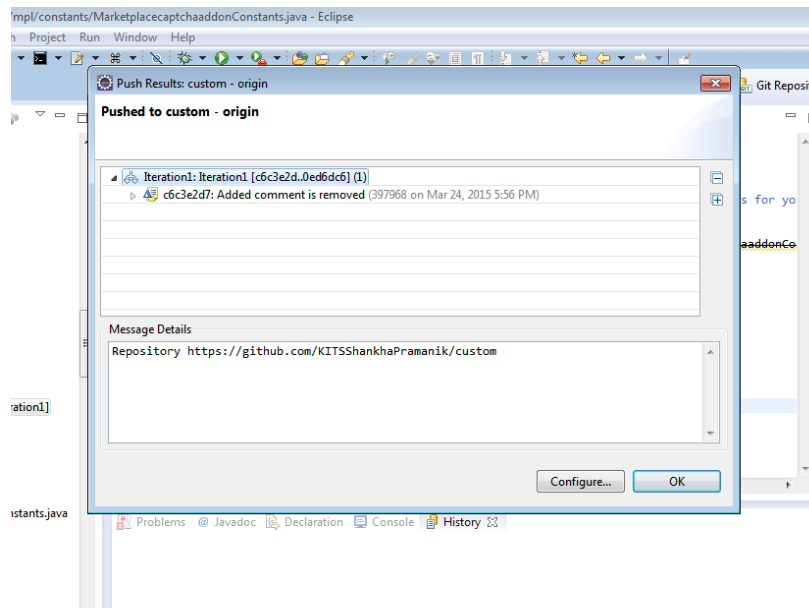 /mpl/constants/MarketplacecaptchaaddonConstants.java - Eclipse
Project Run Window Help
Push Results: custom - origin
Git Reposi
Pushed to custom - origin
Iteration1: Iteration1 [c6c3e2d..0ed6dc6] (1)
c6c3e2d7: Added comment is removed (397968 on Mar 24, 2015 5:56 PM)
s for yo
aaddonCo
Message Details
Repository https://github.com/KITSShankhaPramanik/custom
ration1]
Configure...
OK
nstants.java
Problems @ Javadoc Declaration Console History